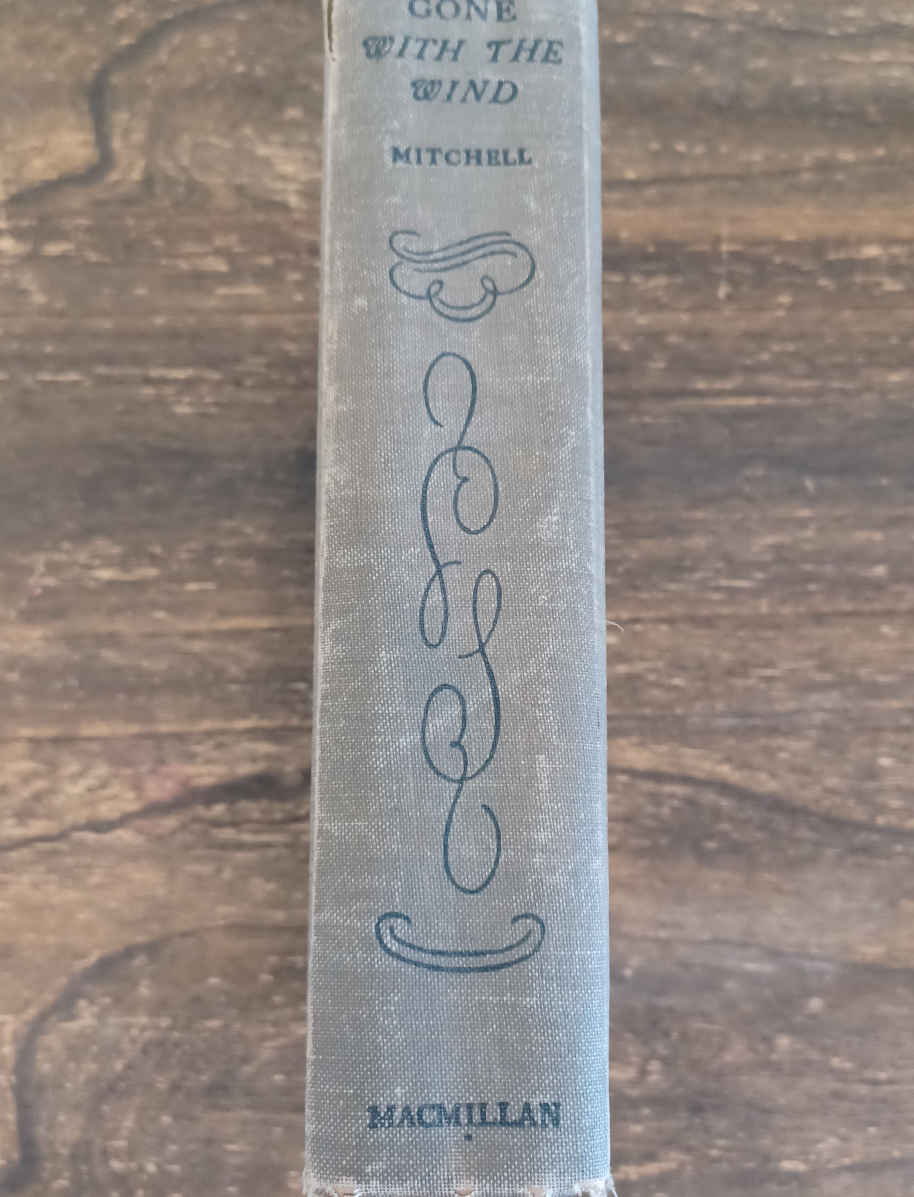 GONE
WITH THE
WIND
MITCHELL
MACMILLAN